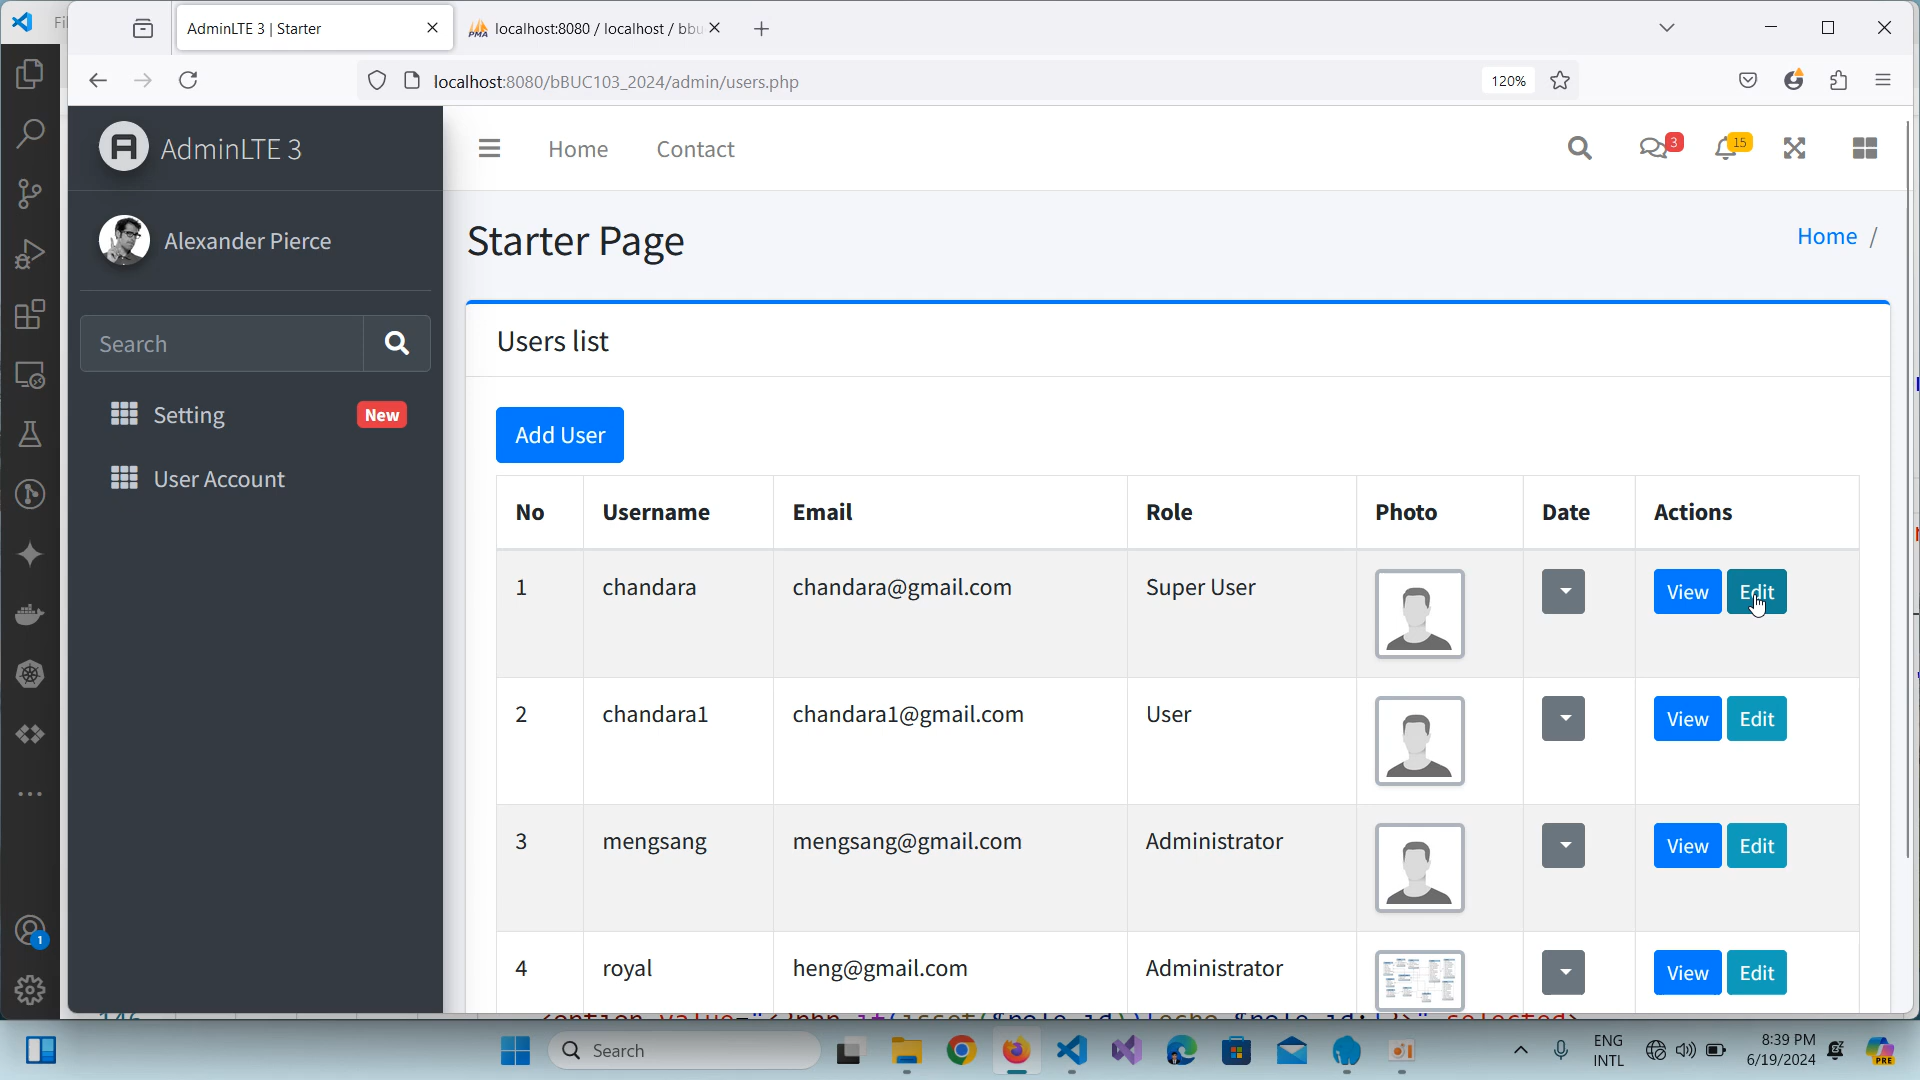 AdminLTE 3 | Starter
localhost:8080 / localhost / bbu
localhost:8080/bBUC103_2024/admin/users.php
120%
AdminLTE 3
Home
Contact
3
15
Alexander Pierce
Starter Page
Home /
Search
Users list
Setting
New
Add User
User Account
No Username Email Role Photo Date Actions
1 chandara chandara@gmail.com Super User View Edit
2 chandara1 chandara1@gmail.com User View Edit
3 mengsang mengsang@gmail.com Administrator View Edit
4 royal heng@gmail.com Administrator View Edit
1
Search
ENG
INTL
8:39 PM
6/19/2024
PRE